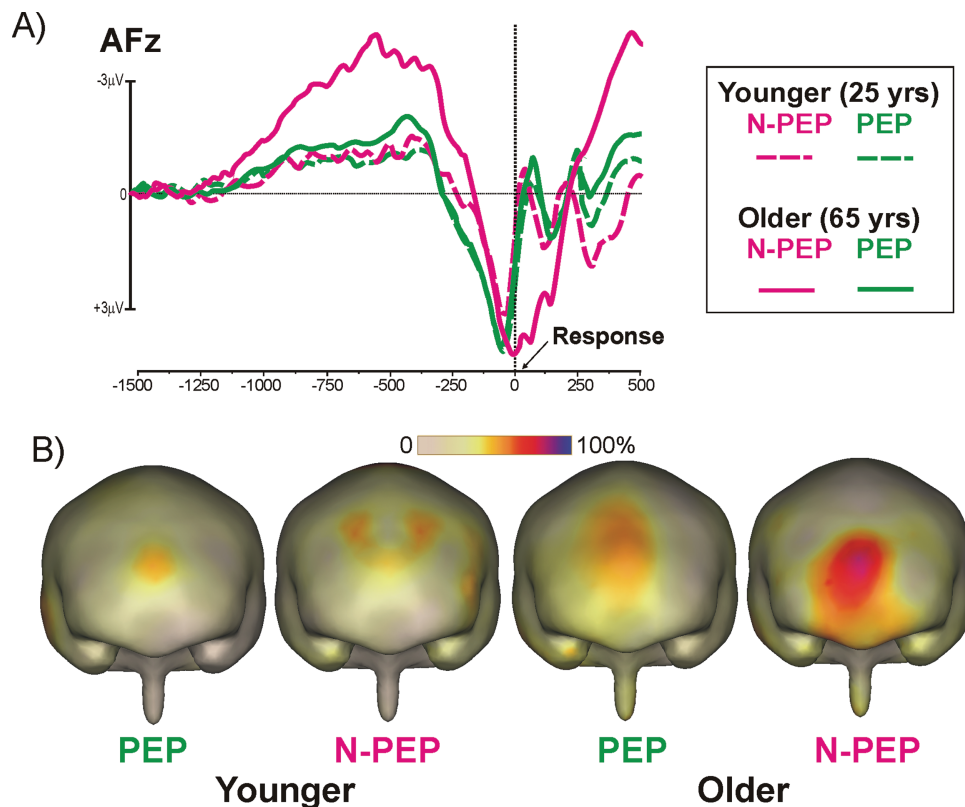 A)
AFz
-3µV
0
+3µV
Response
-1500 -1250 -1000 -750 -500 -250 0 250 500
Younger (25 yrs)
N-PEP PEP
Older (65 yrs)
N-PEP PEP
B)
0 100%
PEP N-PEP PEP N-PEP
Younger Older